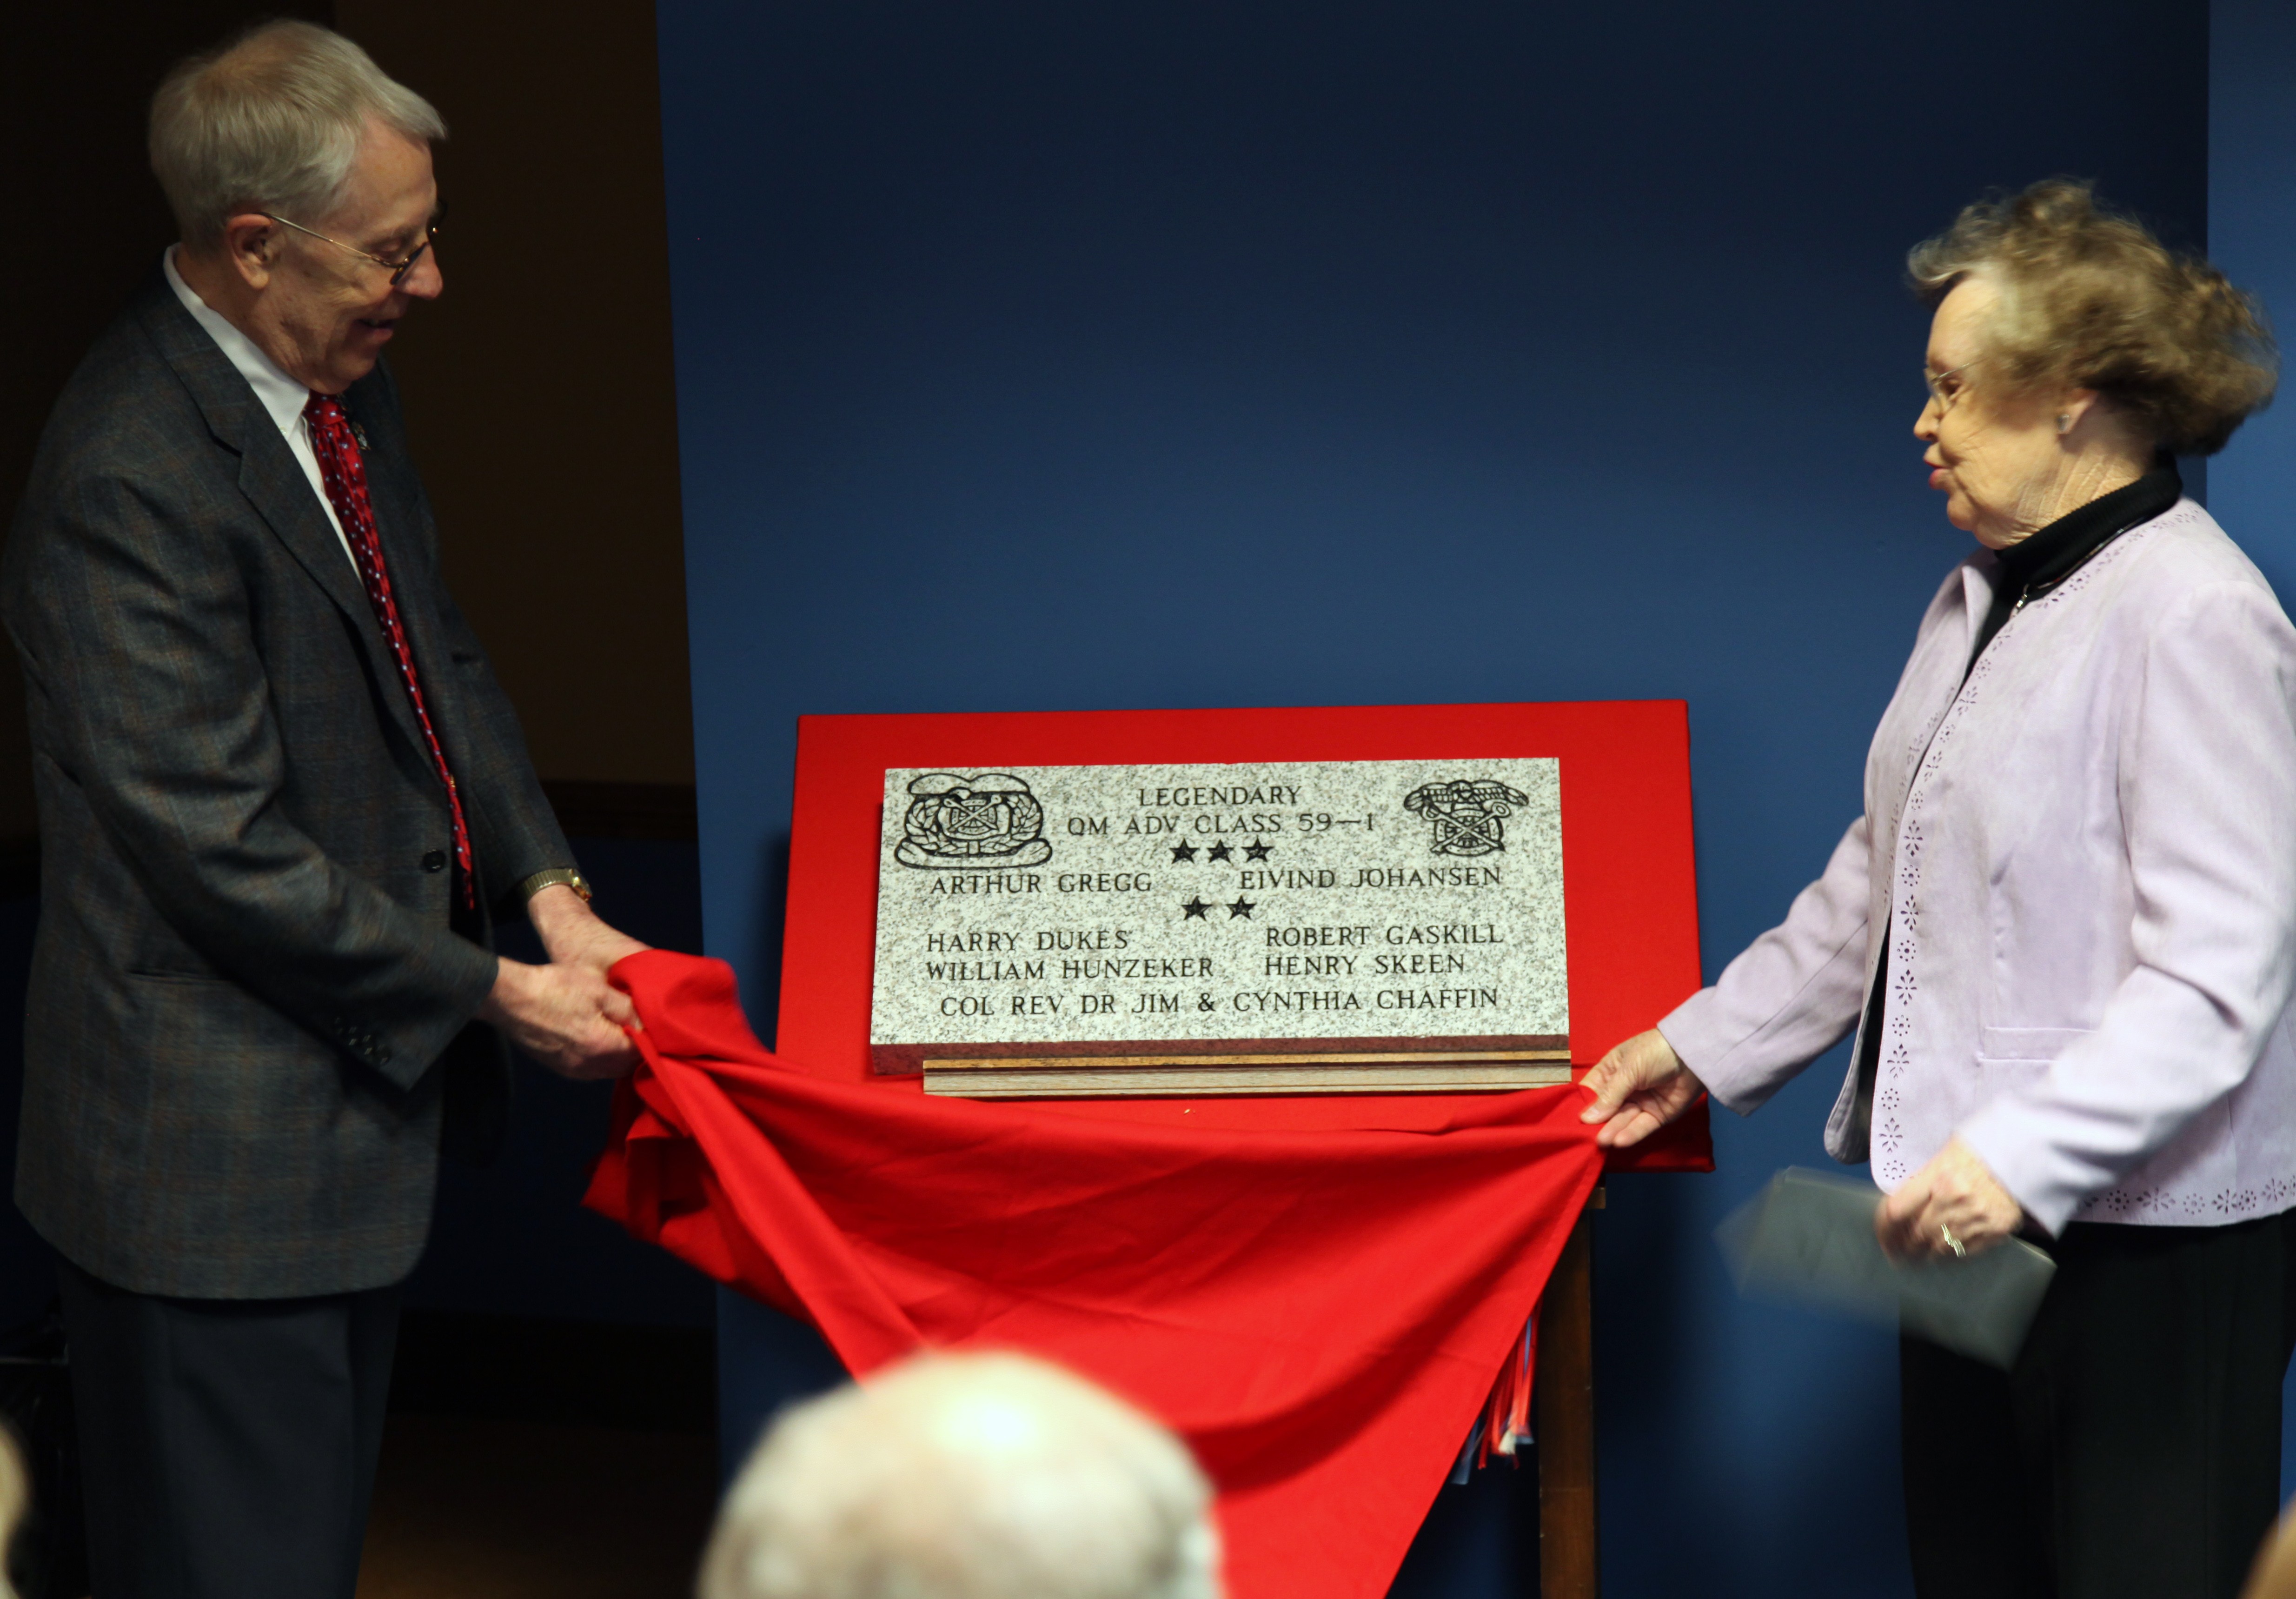 LEGENDARY
QM ADV CLASS 59-1
ARTHUR GREGG EIVIND JOHANSEN
HARRY DUKES ROBERT GASKILL
WILLIAM HUNZEKER HENRY SKEEN
COL REV DR JIM & CYNTHIA CHAFFIN